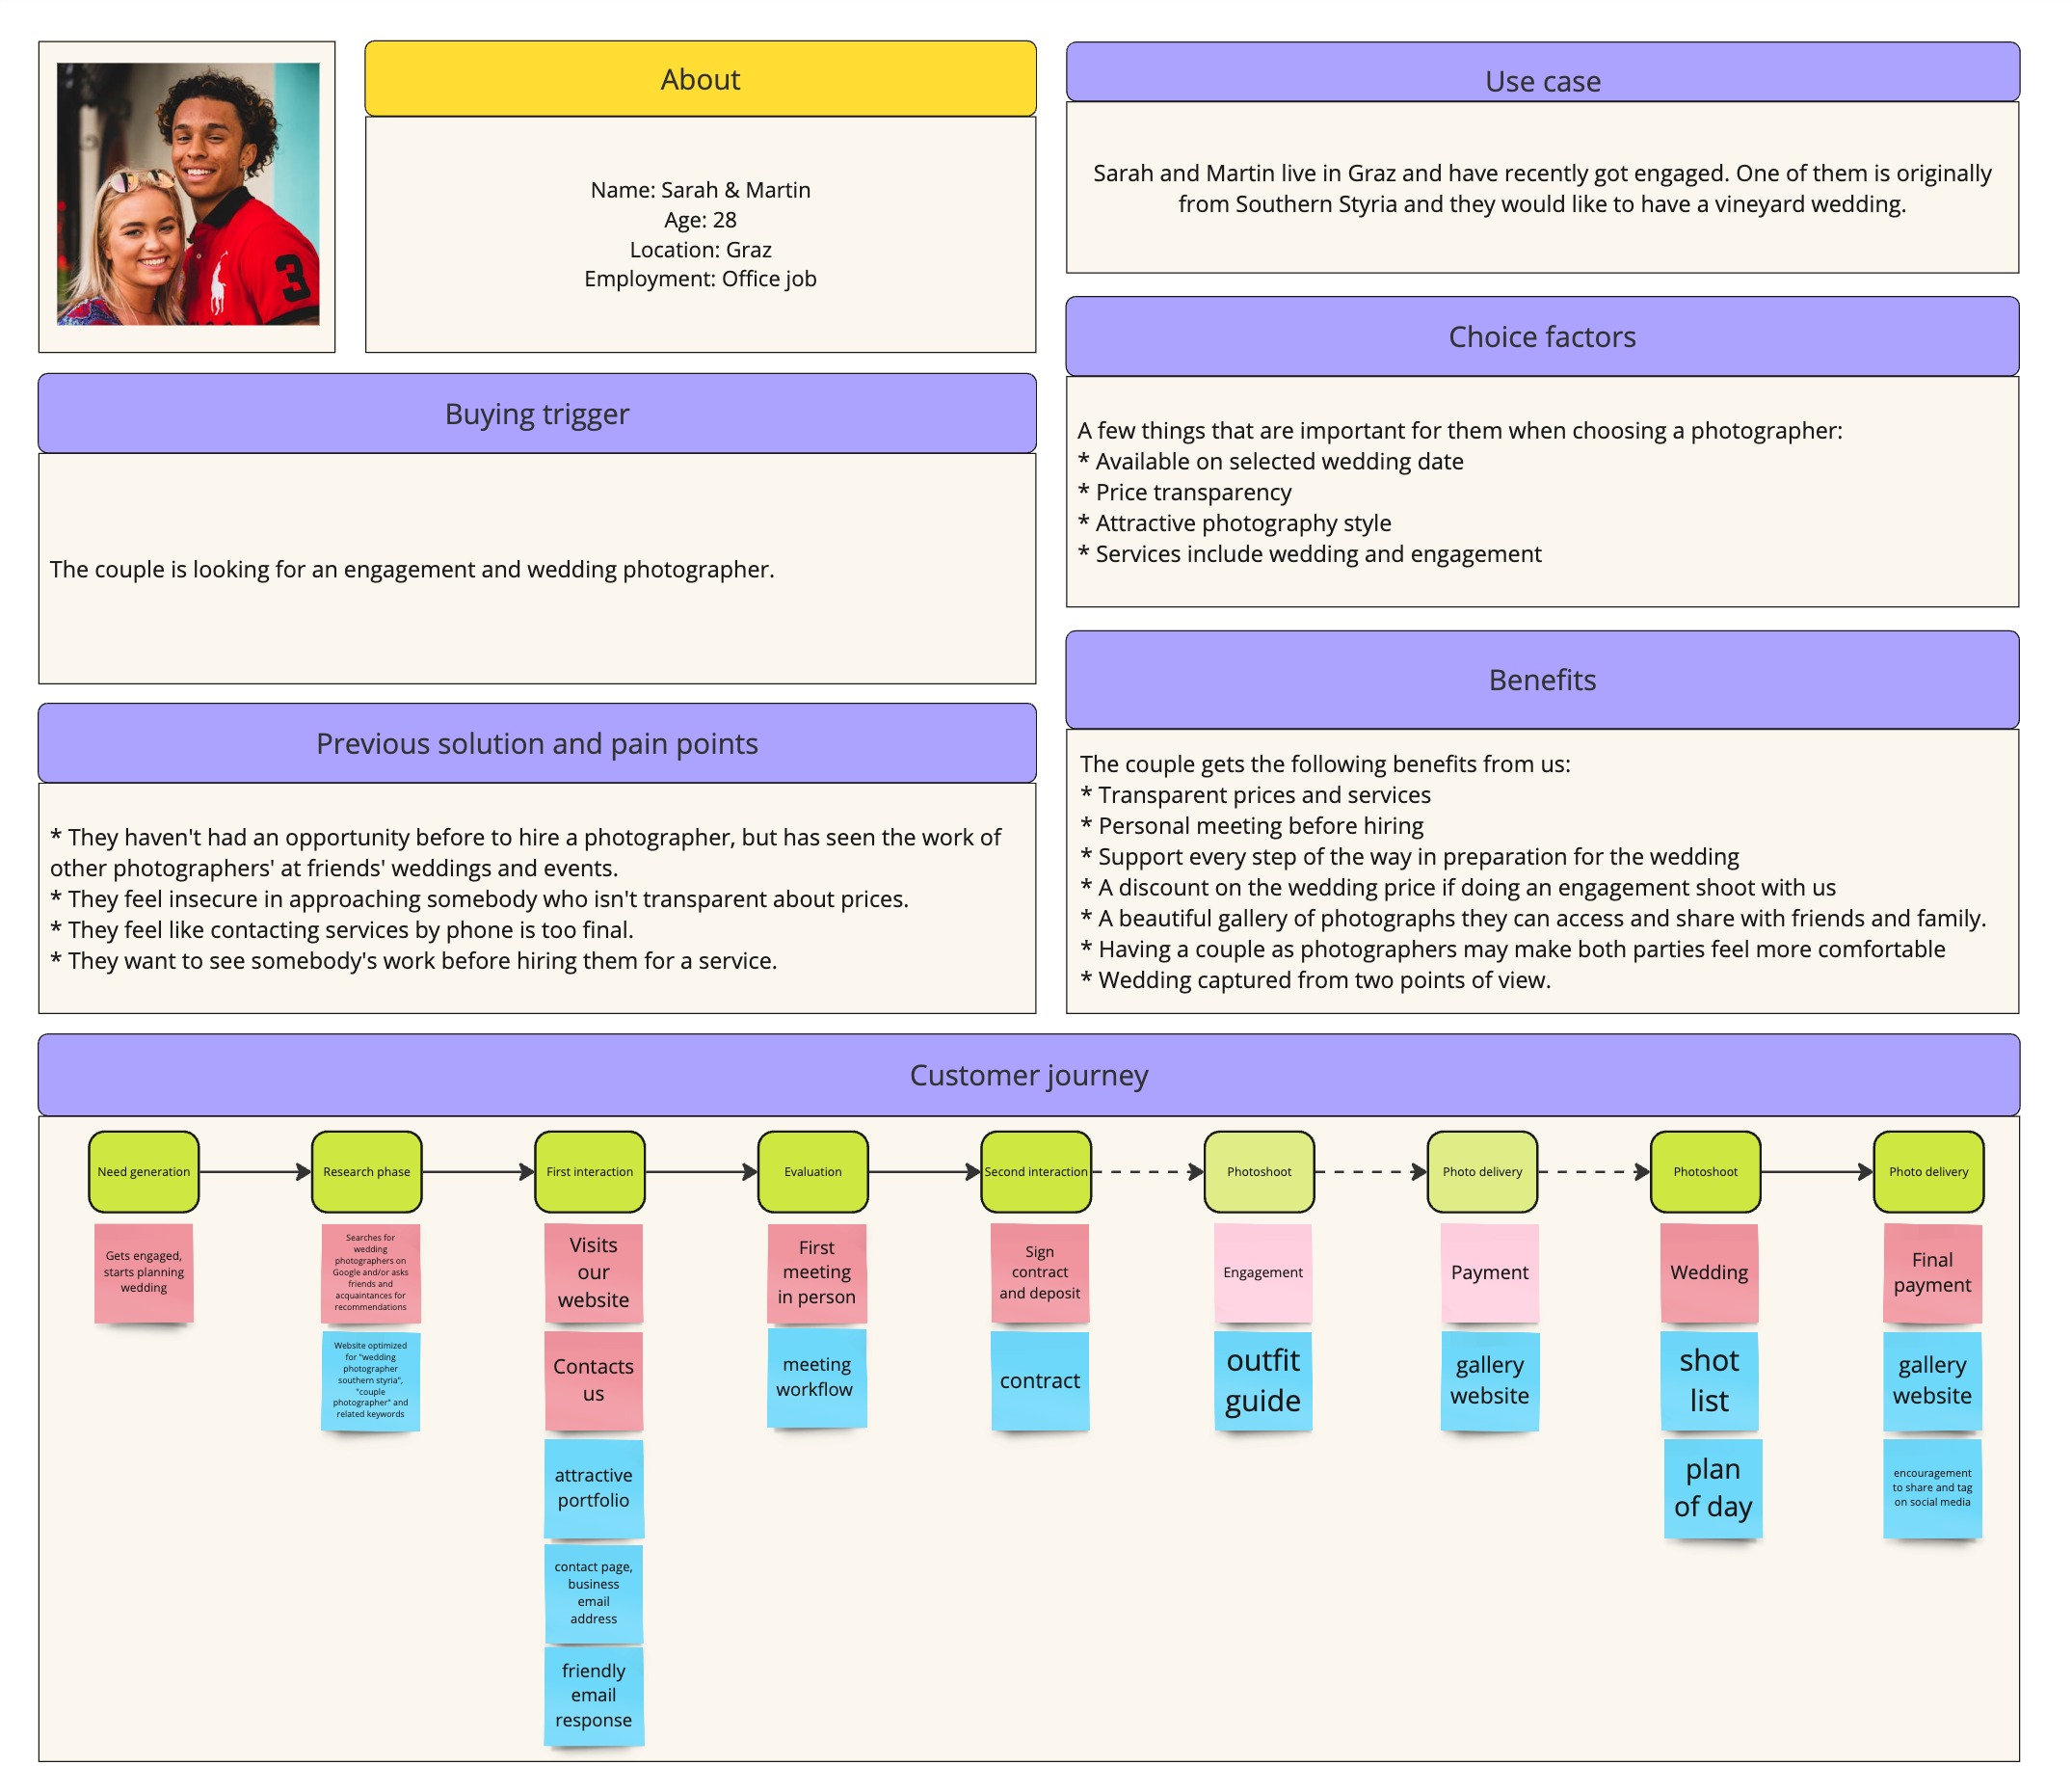 About
Name: Sarah & Martin
Age: 28
Location: Graz
Employment: Office job
Use case
Sarah and Martin live in Graz and have recently got engaged. One of them is originally
from Southern Styria and they would like to have a vineyard wedding.
Buying trigger
The couple is looking for an engagement and wedding photographer.
Choice factors
A few things that are important for them when choosing a photographer:
* Available on selected wedding date
* Price transparency
* Attractive photography style
* Services include wedding and engagement
Previous solution and pain points
* They haven't had an opportunity before to hire a photographer, but has seen the work of
other photographers' at friends' weddings and events.
* They feel insecure in approaching somebody who isn't transparent about prices.
* They feel like contacting services by phone is too final.
* They want to see somebody's work before hiring them for a service.
Benefits
The couple gets the following benefits from us:
* Transparent prices and services
* Personal meeting before hiring
* Support every step of the way in preparation for the wedding
* A discount on the wedding price if doing an engagement shoot with us
* A beautiful gallery of photographs they can access and share with friends and family.
* Having a couple as photographers may make both parties feel more comfortable
* Wedding captured from two points of view.
Customer journey
Need generation
Gets engaged,
starts planning
wedding
Research phase
Searches for
wedding
photographers on
Google and/or asks
friends and
acquaintances for
recommendations
Website optimized
for "wedding
photographer
southern styria",
"couple
photographer" and
related keywords
First interaction
Visits
our
website
Contacts
us
attractive
portfolio
contact page,
business
email
address
friendly
email
response
Evaluation
First
meeting
in person
meeting
workflow
Second interaction
Sign
contract
and deposit
contract
Photoshoot
Engagement
outfit
guide
Photo delivery
Payment
gallery
website
Photoshoot
Wedding
shot
list
plan
of day
Photo delivery
Final
payment
gallery
website
encouragement
to share and tag
on social media
3